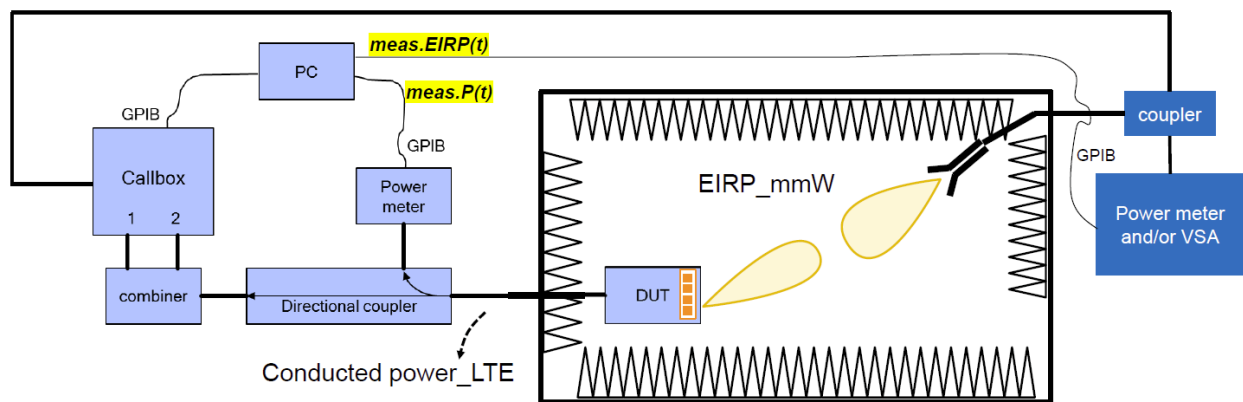 meas.EIRP(t)
PC
meas.P(t)
GPIB
GPIB
coupler
Callbox
1 2
Power
meter
EIRP_mmW
GPIB
Power meter
and/or VSA
combiner
Directional coupler
DUT
Conducted power_LTE